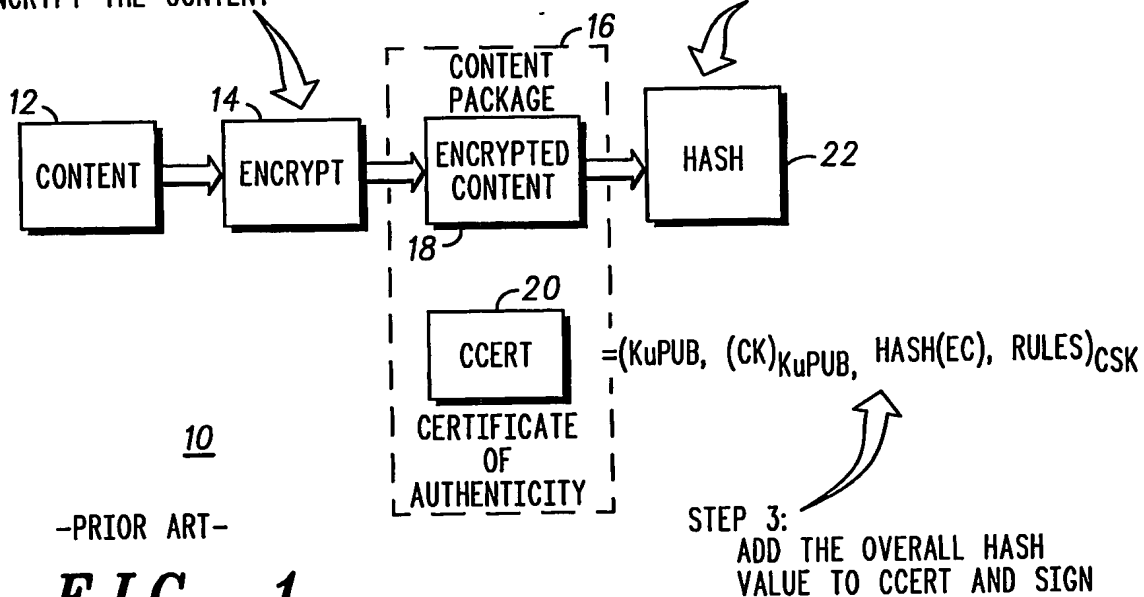 ENCRYPT THE CONTENT
16
CONTENT
PACKAGE
12
14
CONTENT
ENCRYPT
ENCRYPTED
CONTENT
HASH
22
18
20
CCERT
=(KuPUB, (CK)KuPUB, HASH(EC), RULES)CSK
CERTIFICATE
OF
AUTHENTICITY
10
-PRIOR ART-
STEP 3:
ADD THE OVERALL HASH
VALUE TO CCERT AND SIGN
FIG. 1